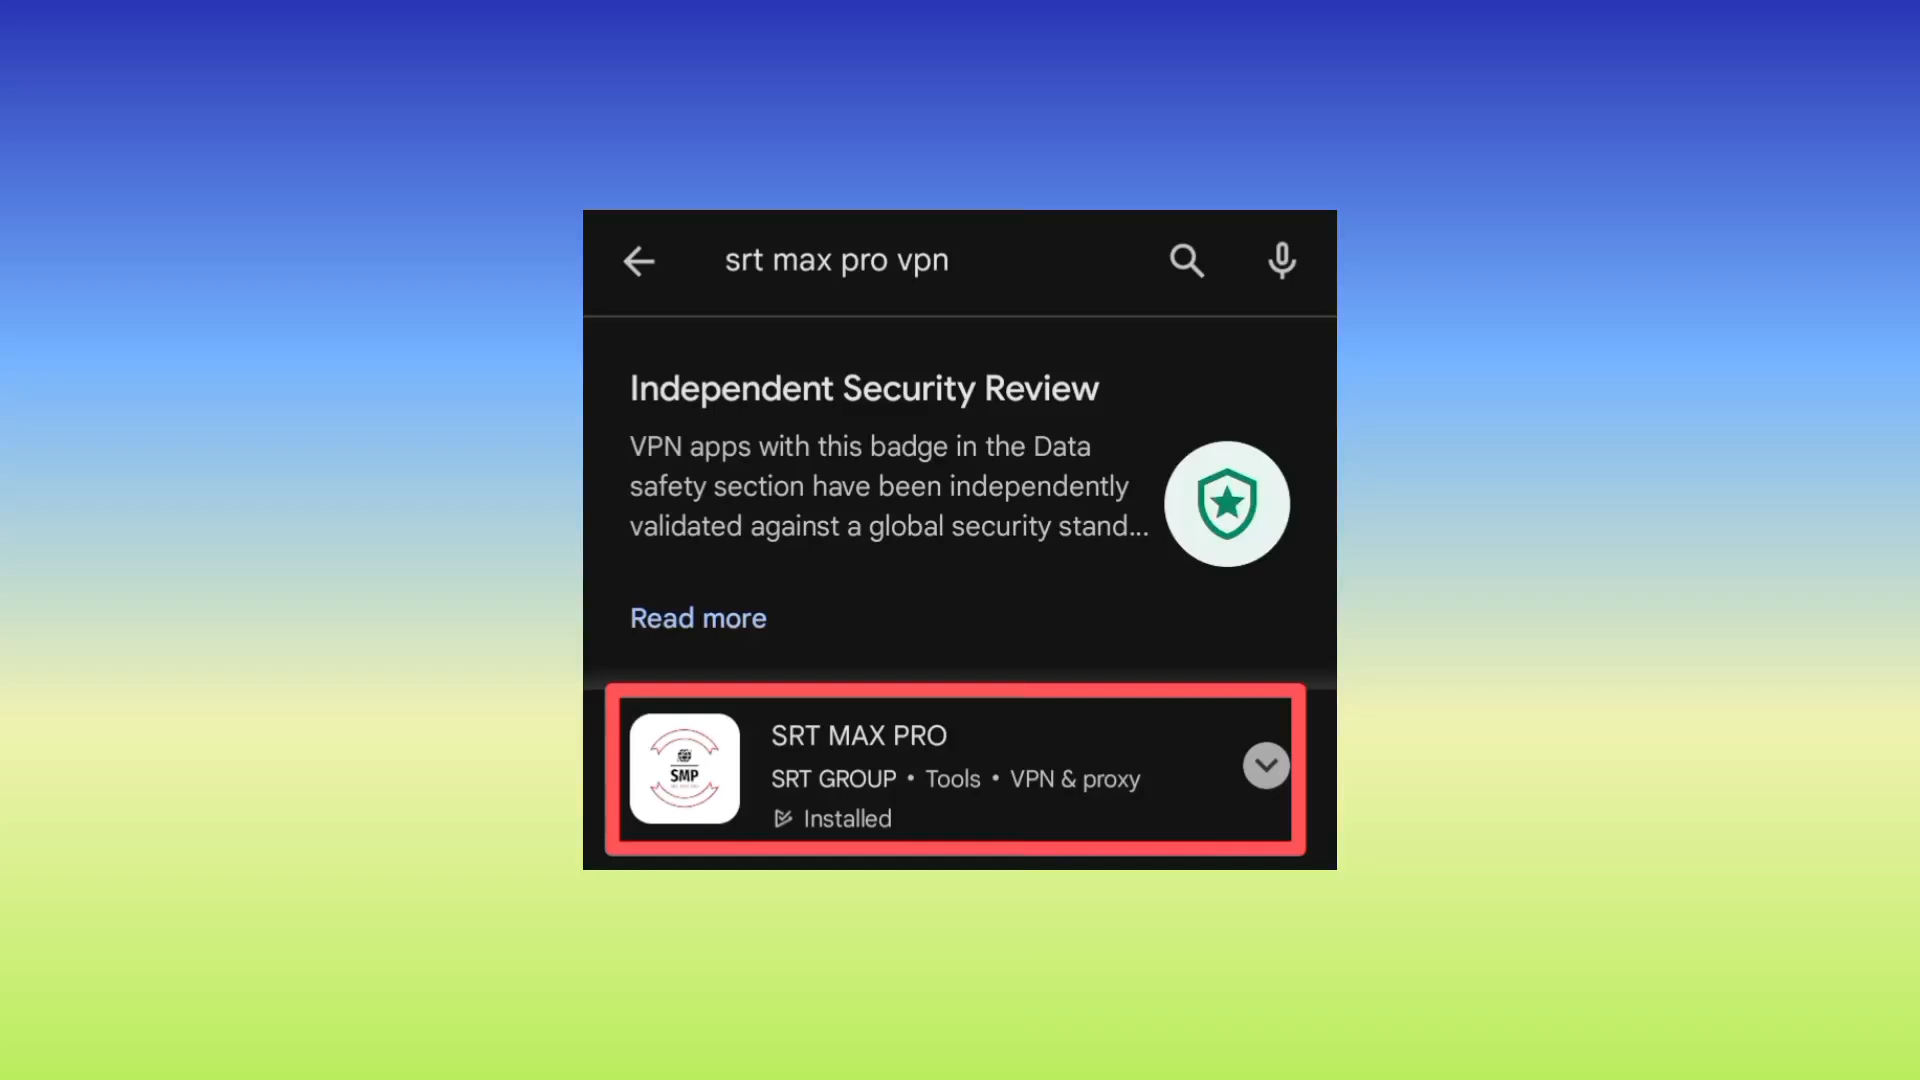 srt max pro vpn
Independent Security Review
VPN apps with this badge in the Data
safety section have been independently
validated against a global security stand...
Read more
SRT MAX PRO
SRT GROUP • Tools • VPN & proxy
Installed
SMP